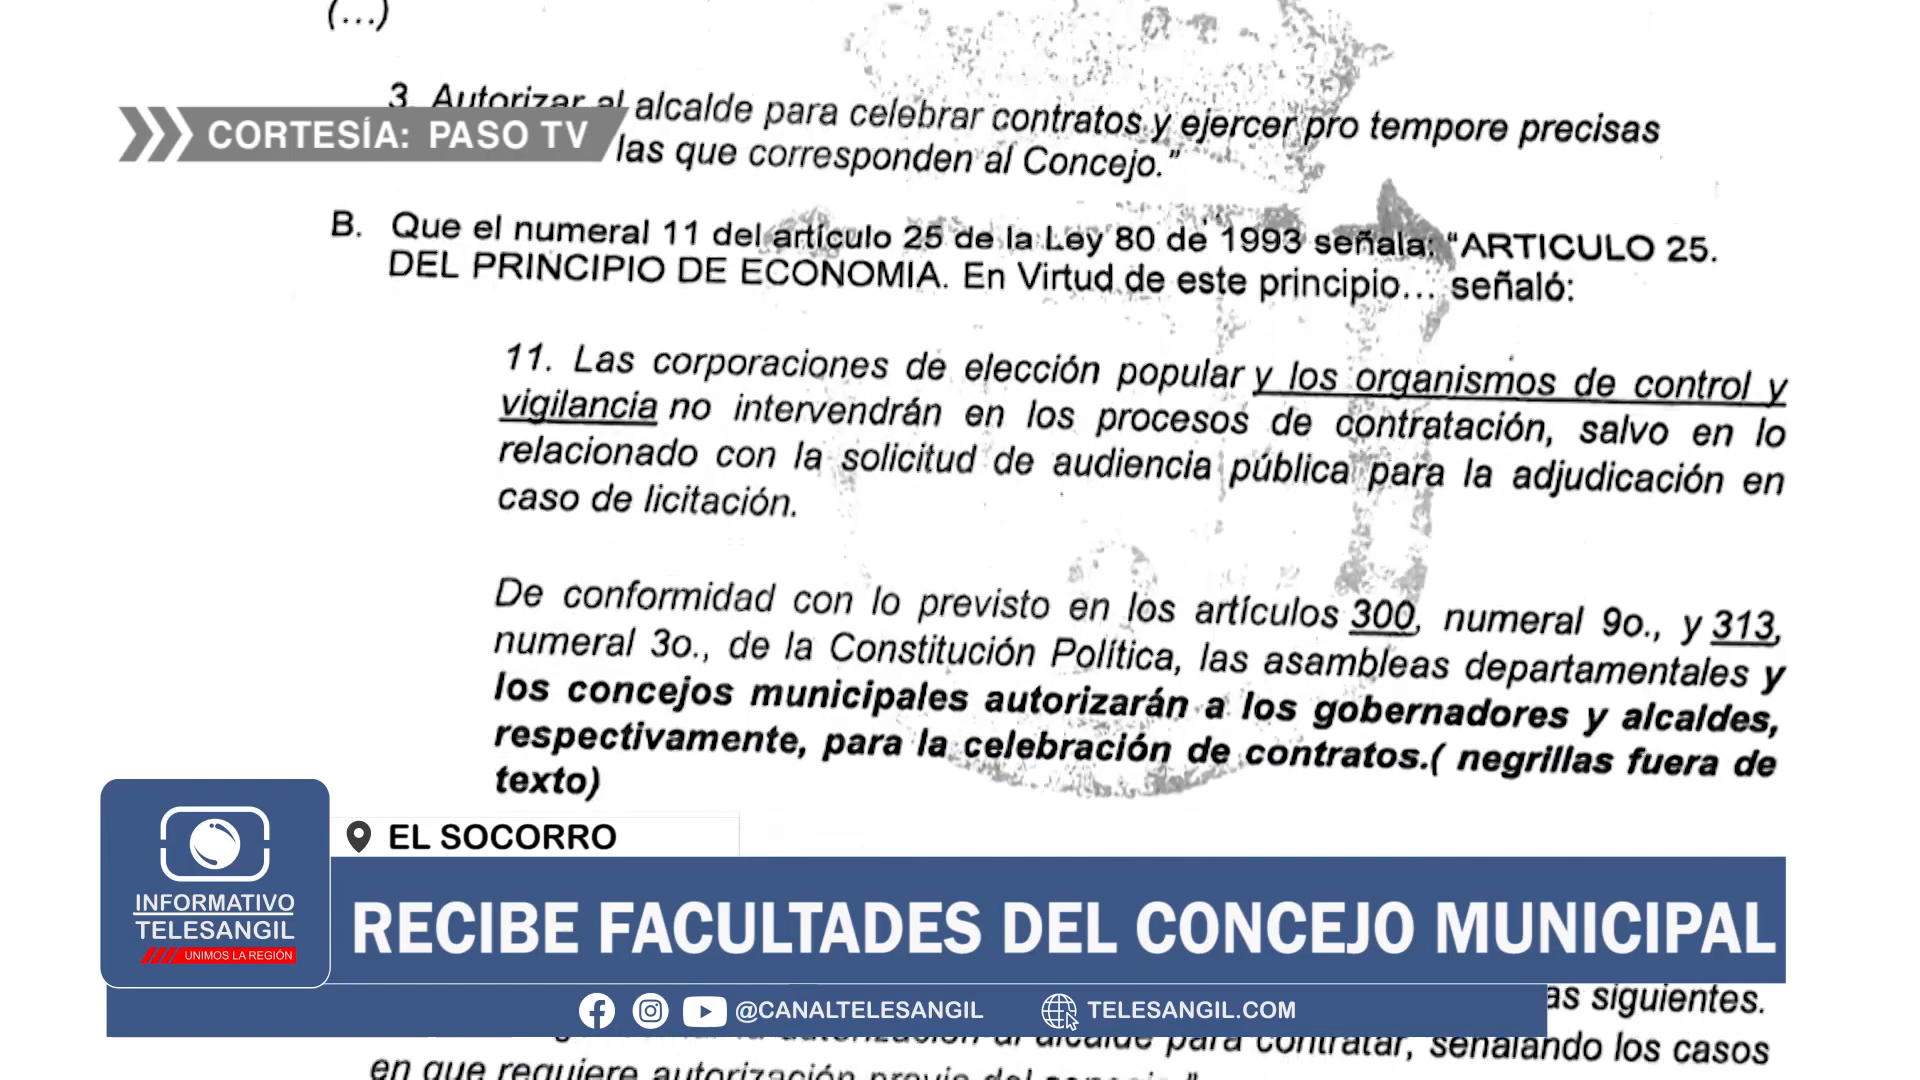 (...)
3. Autorizar al alcalde para celebrar contratos y ejercer pro tempore precisas
CORTESÍA: PASO TV
las que corresponden al Concejo."
B. Que el numeral 11 del artículo 25 de la Ley 80 de 1993 señala: "ARTICULO 25.
DEL PRINCIPIO DE ECONOMIA. En Virtud de este principio... señaló:
11. Las corporaciones de elección popular y los organismos de control y
vigilancia no intervendrán en los procesos de contratación, salvo en lo
relacionado con la solicitud de audiencia pública para la adjudicación en
caso de licitación.
De conformidad con lo previsto en los artículos 300, numeral 9o., y 313,
numeral 3o., de la Constitución Política, las asambleas departamentales y
los concejos municipales autorizarán a los gobernadores y alcaldes,
respectivamente, para la celebración de contratos.( negrillas fuera de
texto)
EL SOCORRO
INFORMATIVO
TELESANGIL
UNIMOS LA REGIÓN
RECIBE FACULTADES DEL CONCEJO MUNICIPAL
as siguientes.
@CANALTELESANGIL TELESANGIL.COM
al alcalde para contratar, señalando los casos
en que requiere autorización previa del